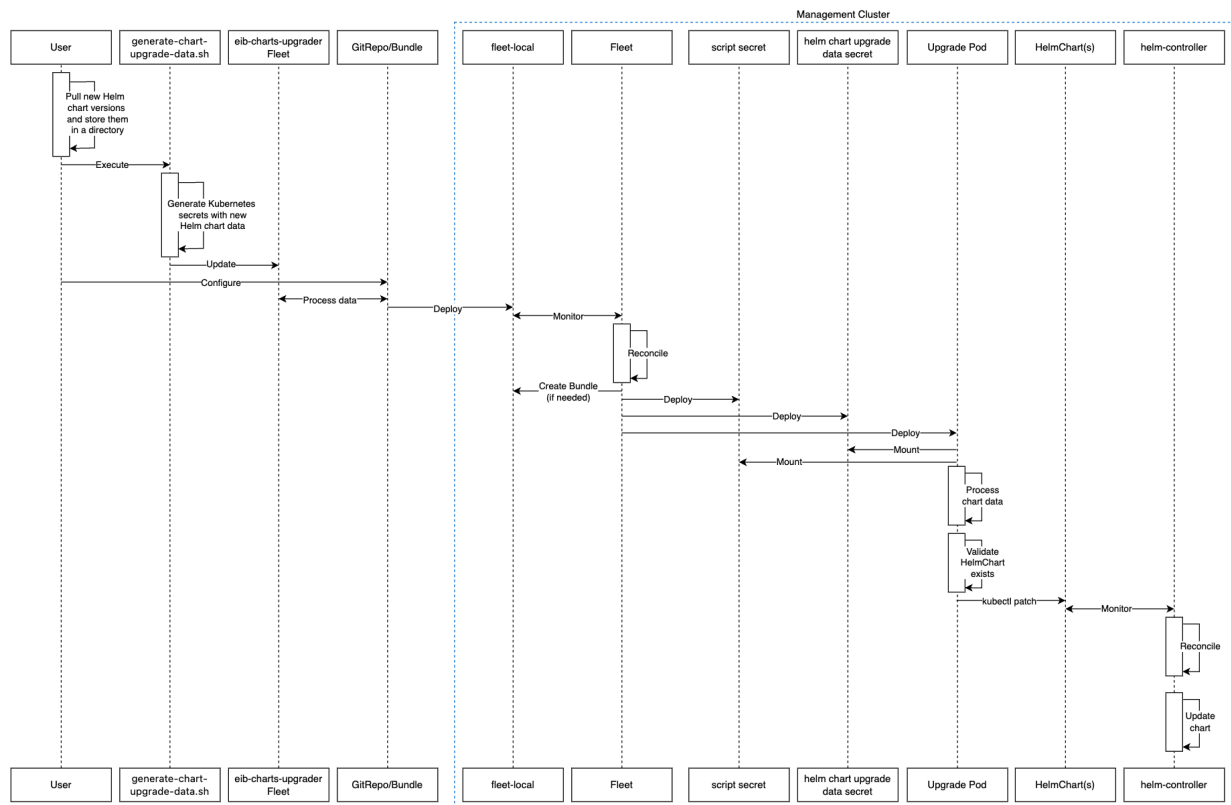 Management Cluster
User
generate-chart-
upgrade-data.sh
eib-charts-upgrader
Fleet
GitRepo/Bundle
fleet-local
Fleet
script secret
helm chart upgrade
data secret
Upgrade Pod
HelmChart(s)
helm-controller
Pull new Helm
chart versions
and store them
in a directory
Execute
Generate Kubernetes
secrets with new
Helm chart data
Update
Configure
Process data
Deploy
Monitor
Reconcile
Create Bundle
(if needed)
Deploy
Deploy
Deploy
Mount
Mount
Process
chart data
Validate
HelmChart
exists
kubectl patch
Monitor
Reconcile
Update
chart
User
generate-chart-
upgrade-data.sh
eib-charts-upgrader
Fleet
GitRepo/Bundle
fleet-local
Fleet
script secret
helm chart upgrade
data secret
Upgrade Pod
HelmChart(s)
helm-controller